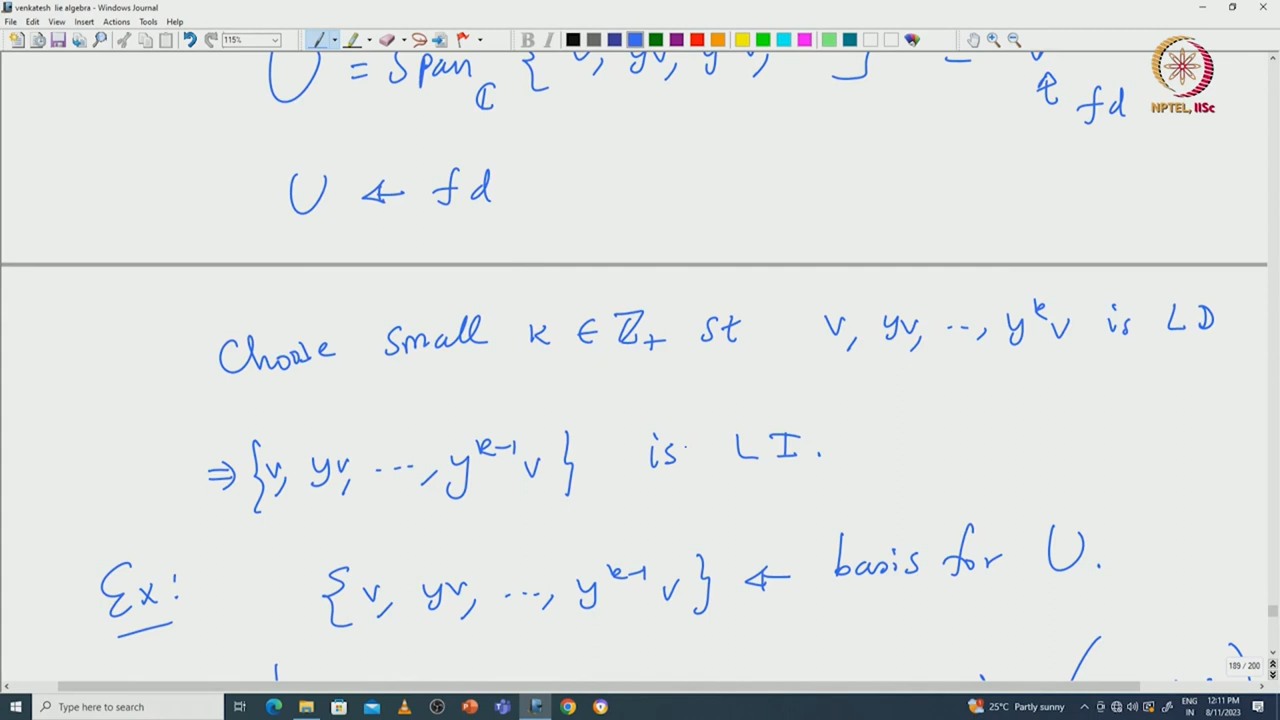 venkatesh lie algebra - Windows Journal
File Edit View Insert Actions Tools Help
115%
U = Span_ℂ { v, yv, y v,
fd
NPTEL, IISc
U ← fd
Choose small k ∈ ℤ₊ st v, yv, .., y^k v is LD
⇒ {v, yv, ..., y^{k-1} v} is LI.
Ex: {v, yv, ..., y^{k-1} v} ← basis for U.
189 / 200
Type here to search
25°C Partly sunny
ENG
IN
12:11 PM
8/11/2023